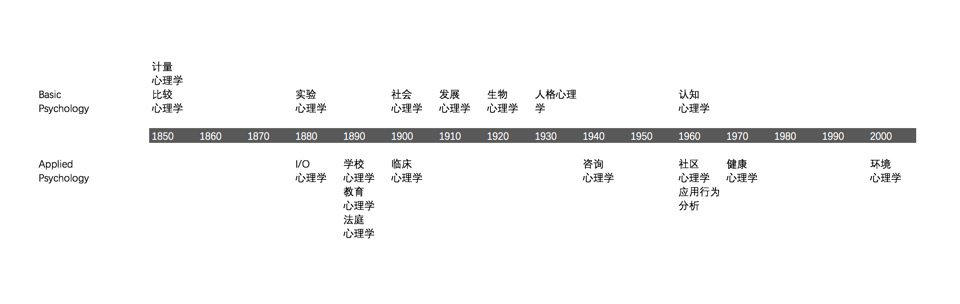 计量
心理学
Basic 比较 实验 社会 发展 生物 人格心理 认知
Psychology 心理学 心理学 心理学 心理学 心理学 学 心理学
1850 1860 1870 1880 1890 1900 1910 1920 1930 1940 1950 1960 1970 1980 1990 2000
Applied I/O 学校 临床 咨询 社区 健康 环境
Psychology 心理学 心理学 心理学 心理学 心理学 心理学 心理学
教育 应用行为
心理学 分析
法庭
心理学